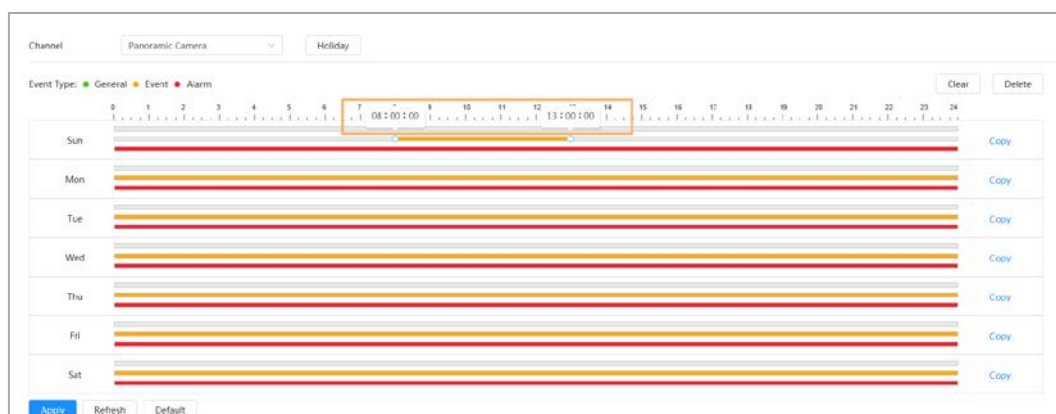 Channel Panoramic Camera Holiday
Event Type: General Event Alarm Clear Delete
0 1 2 3 4 5 6 7 9 10 11 12 14 15 16 17 18 19 20 21 22 23 24
08:00:00 13:00:00
Sun Copy
Mon Copy
Tue Copy
Wed Copy
Thu Copy
Fri Copy
Sat Copy
Apply Refresh Default